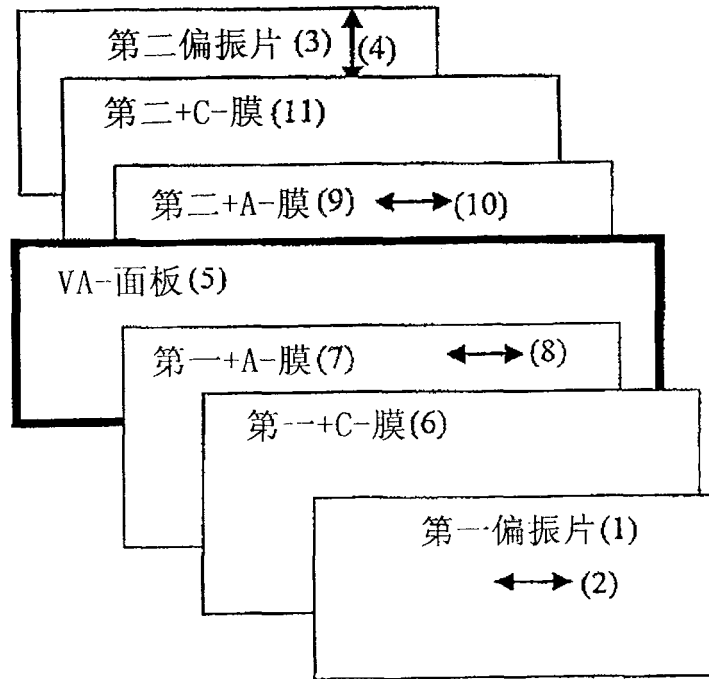 第二偏振片(3) (4)
第二+C-膜(11)
第二+A-膜(9) (10)
VA-面板(5)
第一+A-膜(7) (8)
第一+C-膜(6)
第一偏振片(1)
(2)